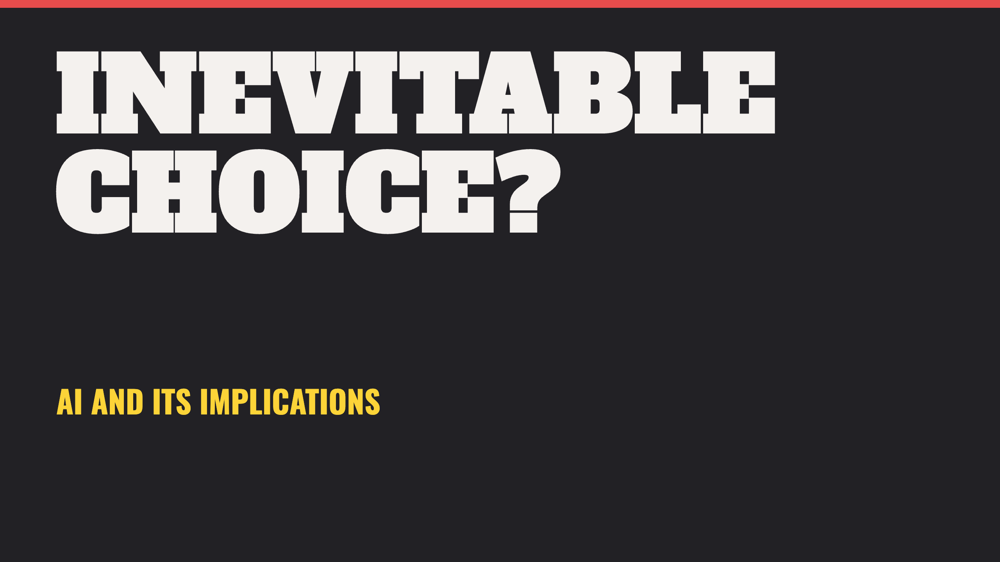 INEVITABLE
CHOICE?
AI AND ITS IMPLICATIONS